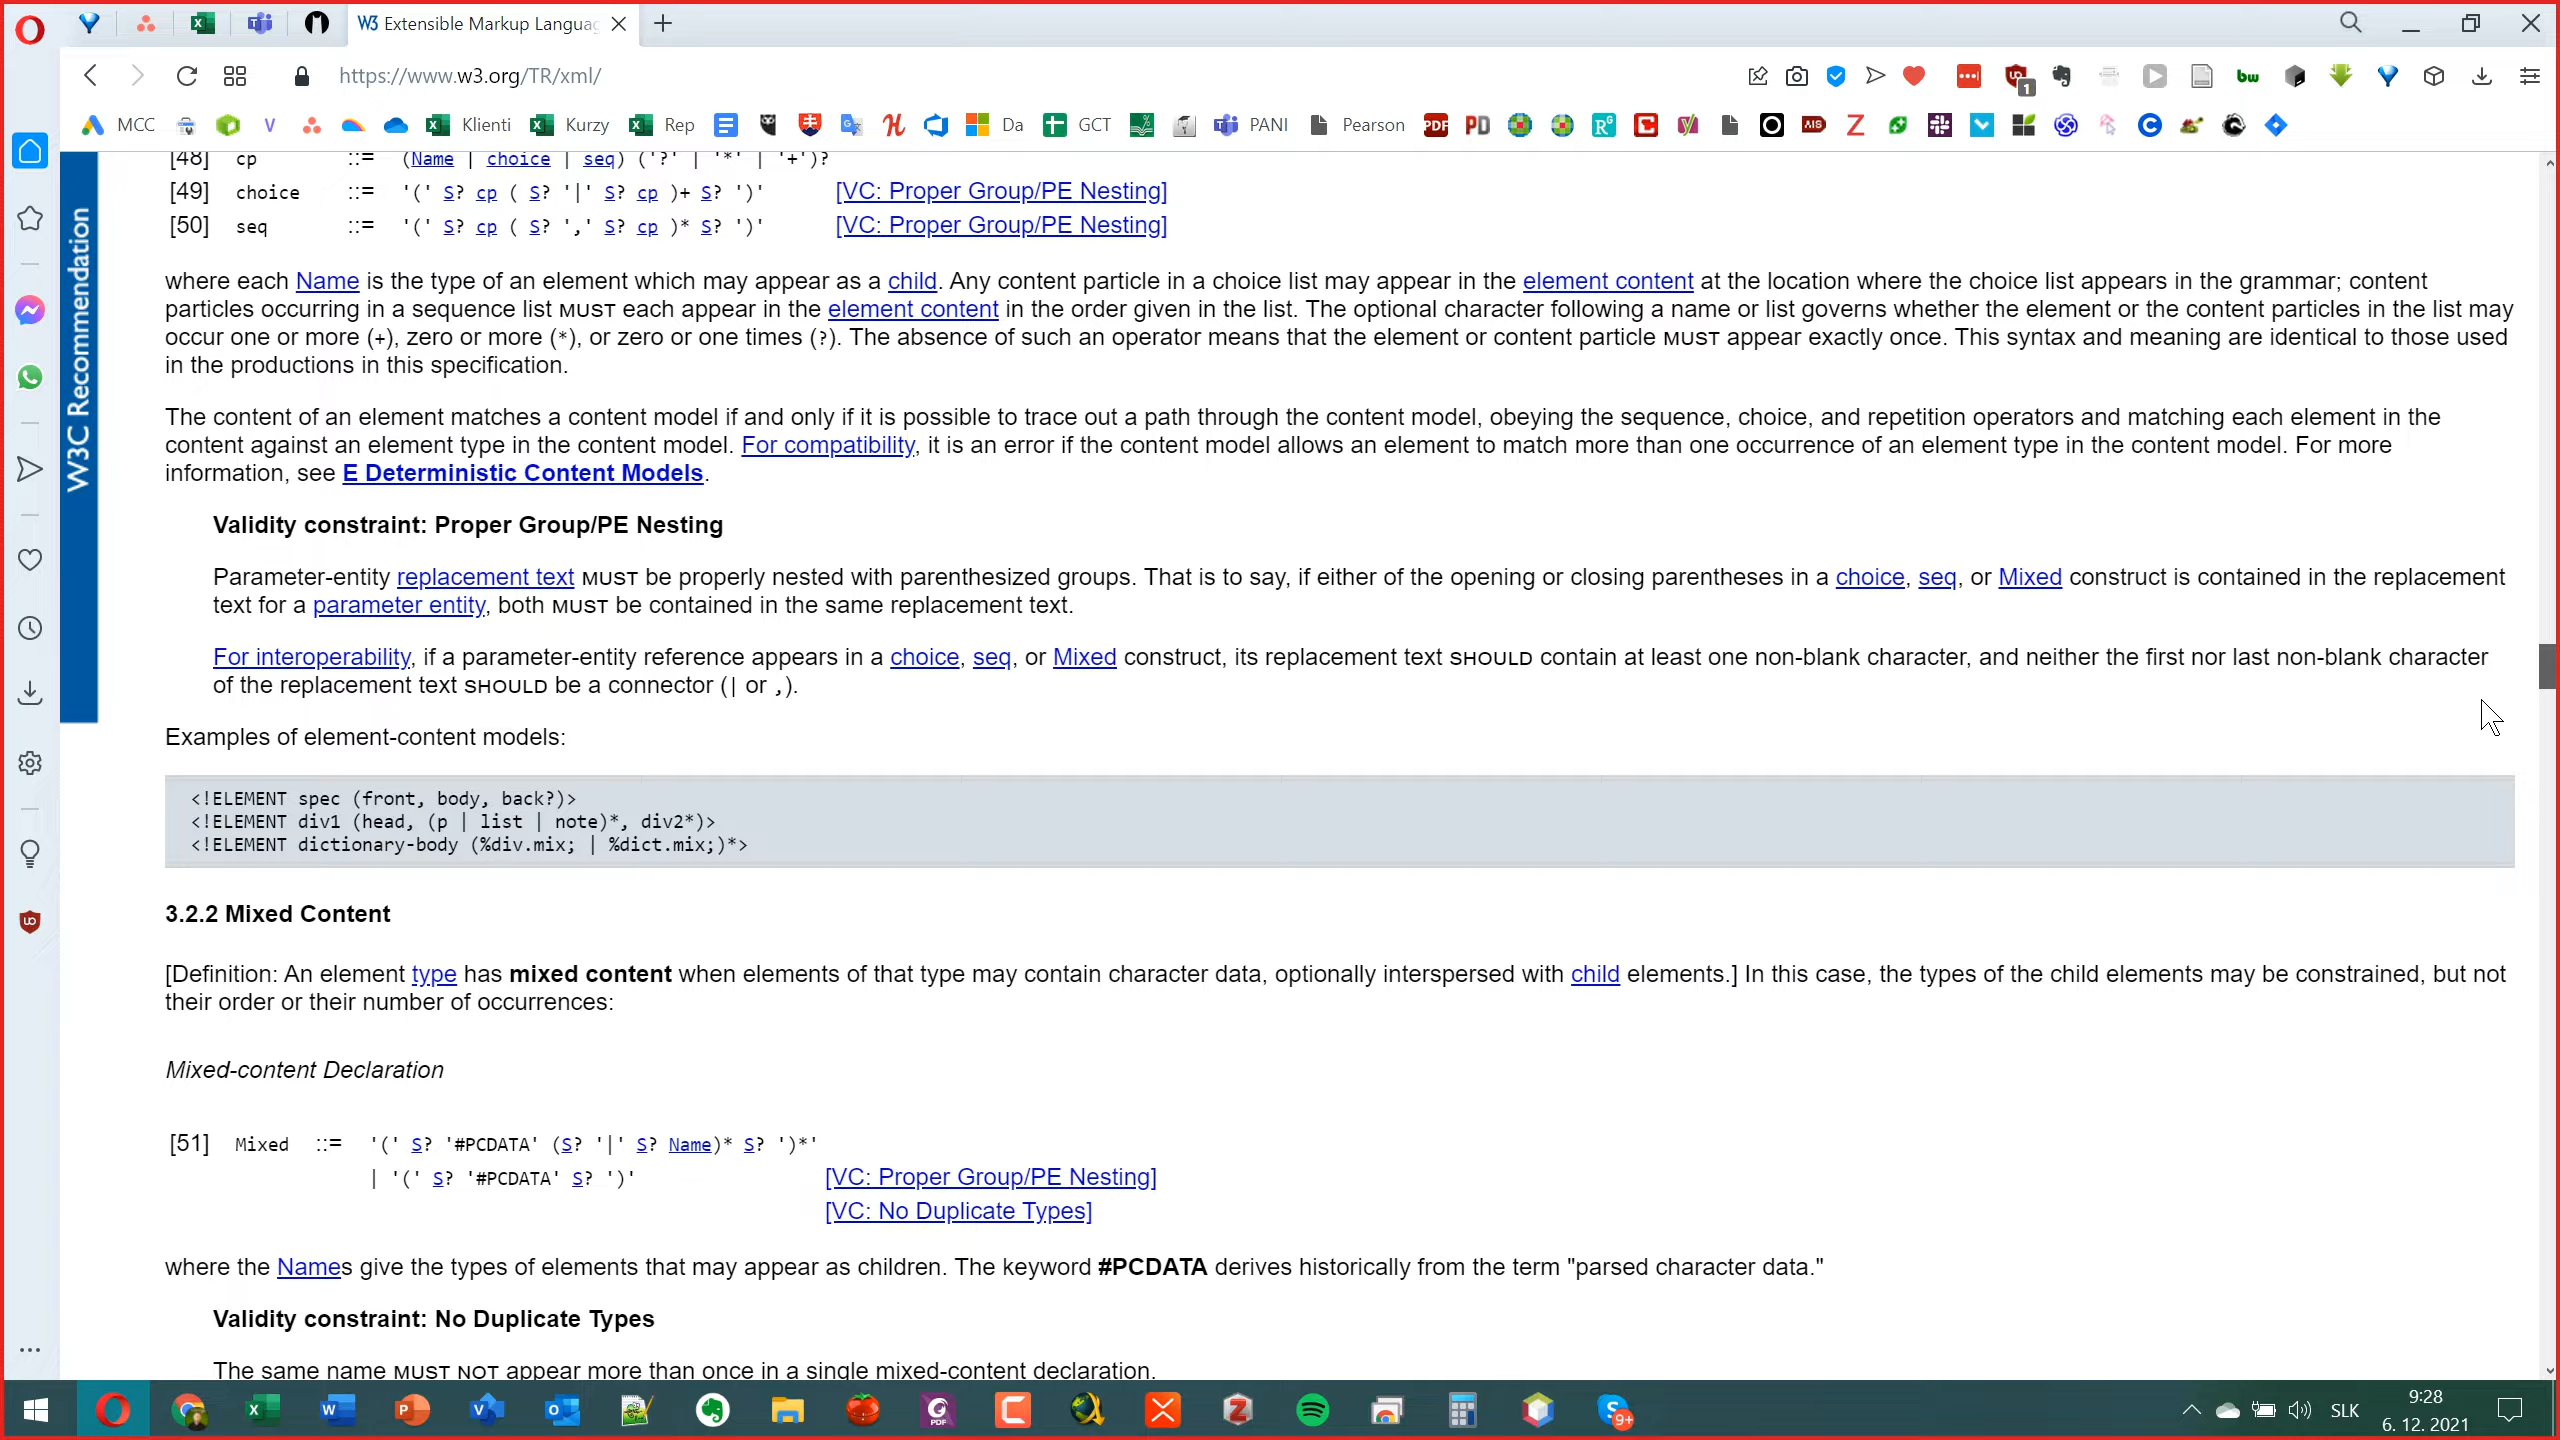 Extensible Markup Languag
https://www.w3.org/TR/xml/
1
MCC V Klienti Kurzy Rep Da GCT PANI Pearson
W3C Recommendation
[48] cp ::= (Name | choice | seq) ('?' | '*' | '+')?
[49] choice ::= '(' S? cp ( S? '|' S? cp )+ S? ')' [VC: Proper Group/PE Nesting]
[50] seq ::= '(' S? cp ( S? ',' S? cp )* S? ')' [VC: Proper Group/PE Nesting]
where each Name is the type of an element which may appear as a child. Any content particle in a choice list may appear in the element content at the location where the choice list appears in the grammar; content
particles occurring in a sequence list MUST each appear in the element content in the order given in the list. The optional character following a name or list governs whether the element or the content particles in the list may
occur one or more (+), zero or more (*), or zero or one times (?). The absence of such an operator means that the element or content particle MUST appear exactly once. This syntax and meaning are identical to those used
in the productions in this specification.
The content of an element matches a content model if and only if it is possible to trace out a path through the content model, obeying the sequence, choice, and repetition operators and matching each element in the
content against an element type in the content model. For compatibility, it is an error if the content model allows an element to match more than one occurrence of an element type in the content model. For more
information, see E Deterministic Content Models.
Validity constraint: Proper Group/PE Nesting
Parameter-entity replacement text MUST be properly nested with parenthesized groups. That is to say, if either of the opening or closing parentheses in a choice, seq, or Mixed construct is contained in the replacement
text for a parameter entity, both MUST be contained in the same replacement text.
For interoperability, if a parameter-entity reference appears in a choice, seq, or Mixed construct, its replacement text SHOULD contain at least one non-blank character, and neither the first nor last non-blank character
of the replacement text SHOULD be a connector (| or ,).
Examples of element-content models:
<!ELEMENT spec (front, body, back?)>
<!ELEMENT div1 (head, (p | list | note)*, div2*)>
<!ELEMENT dictionary-body (%div.mix; | %dict.mix;)*>
3.2.2 Mixed Content
[Definition: An element type has mixed content when elements of that type may contain character data, optionally interspersed with child elements.] In this case, the types of the child elements may be constrained, but not
their order or their number of occurrences:
Mixed-content Declaration
[51] Mixed ::= '(' S? '#PCDATA' (S? '|' S? Name)* S? ')*'
| '(' S? '#PCDATA' S? ')' [VC: Proper Group/PE Nesting]
[VC: No Duplicate Types]
where the Names give the types of elements that may appear as children. The keyword #PCDATA derives historically from the term "parsed character data."
Validity constraint: No Duplicate Types
The same name MUST NOT appear more than once in a single mixed-content declaration.
9+
SLK
9:28
6. 12. 2021